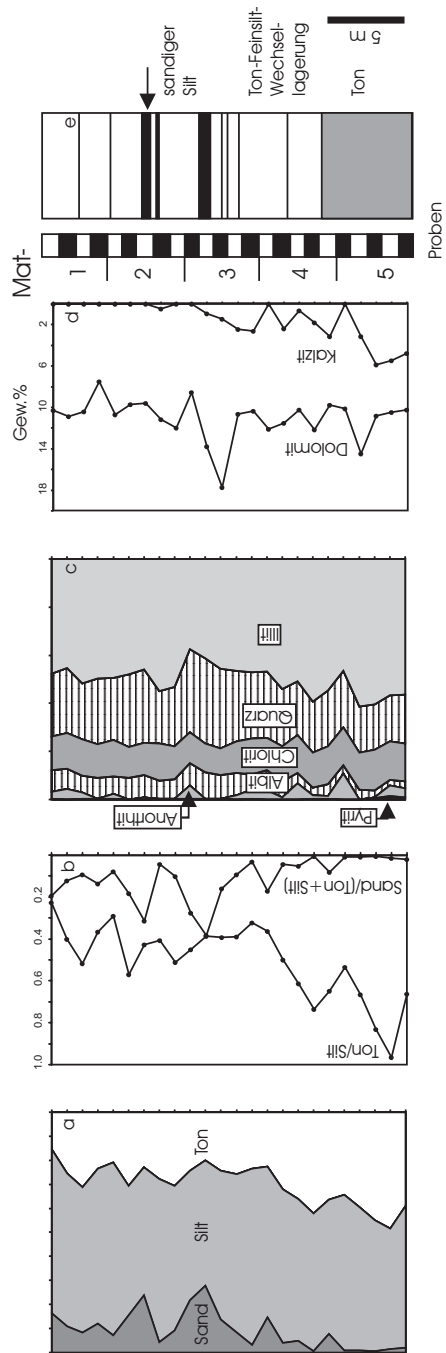 a
Sand
Silt
Ton
b
0.2
0.4
0.6
0.8
1.0
Sand/(Ton+Silt)
Ton/Silt
c
Illit
Quarz
Chlorit
Albit
Anorthit
Pyrit
d
Gew.%
2
6
10
14
18
Kalzit
Dolomit
Mat-
1
2
3
4
5
Proben
e
sandiger
Silt
Ton-Feinsilt-
Wechsel-
lagerung
Ton
5 m